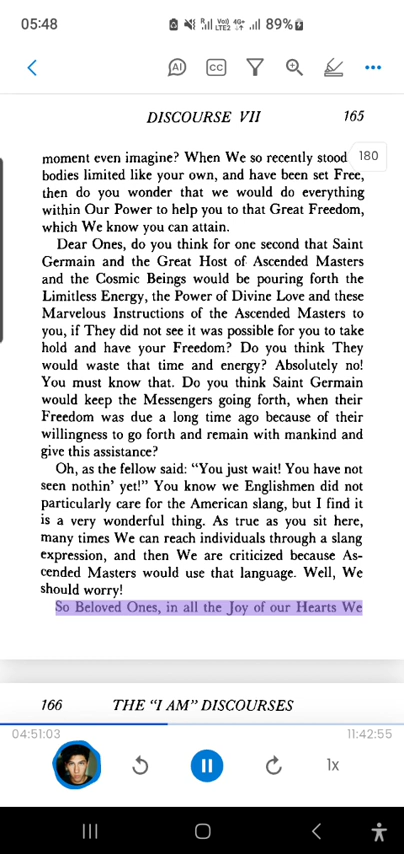 05:48
89%
AI
CC
DISCOURSE VII 165
180
moment even imagine? When We so recently stood
bodies limited like your own, and have been set Free,
then do you wonder that we would do everything
within Our Power to help you to that Great Freedom,
which We know you can attain.
Dear Ones, do you think for one second that Saint
Germain and the Great Host of Ascended Masters
and the Cosmic Beings would be pouring forth the
Limitless Energy, the Power of Divine Love and these
Marvelous Instructions of the Ascended Masters to
you, if They did not see it was possible for you to take
hold and have your Freedom? Do you think They
would waste that time and energy? Absolutely no!
You must know that. Do you think Saint Germain
would keep the Messengers going forth, when their
Freedom was due a long time ago because of their
willingness to go forth and remain with mankind and
give this assistance?
Oh, as the fellow said: “You just wait! You have not
seen nothin’ yet!” You know we Englishmen did not
particularly care for the American slang, but I find it
is a very wonderful thing. As true as you sit here,
many times We can reach individuals through a slang
expression, and then We are criticized because As-
cended Masters would use that language. Well, We
should worry!
So Beloved Ones, in all the Joy of our Hearts We
166 THE “I AM” DISCOURSES
04:51:03 11:42:55
1x